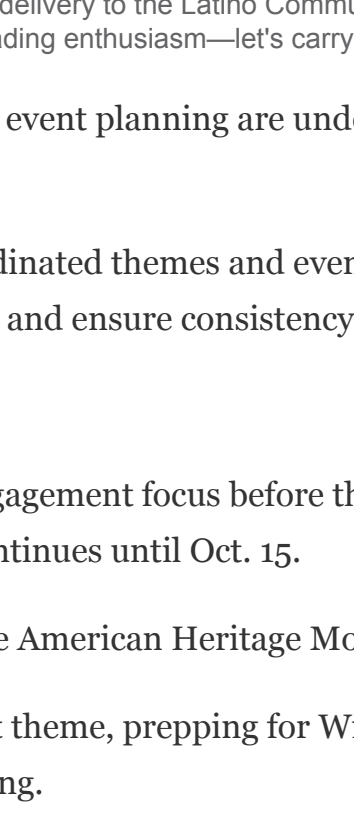 delivery to the Latino Commu
ading enthusiasm—let's carry
event planning are unde
dinated themes and even
and ensure consistency
gagement focus before th
ntinues until Oct. 15.
e American Heritage Mo
t theme, prepping for Wi
ng.